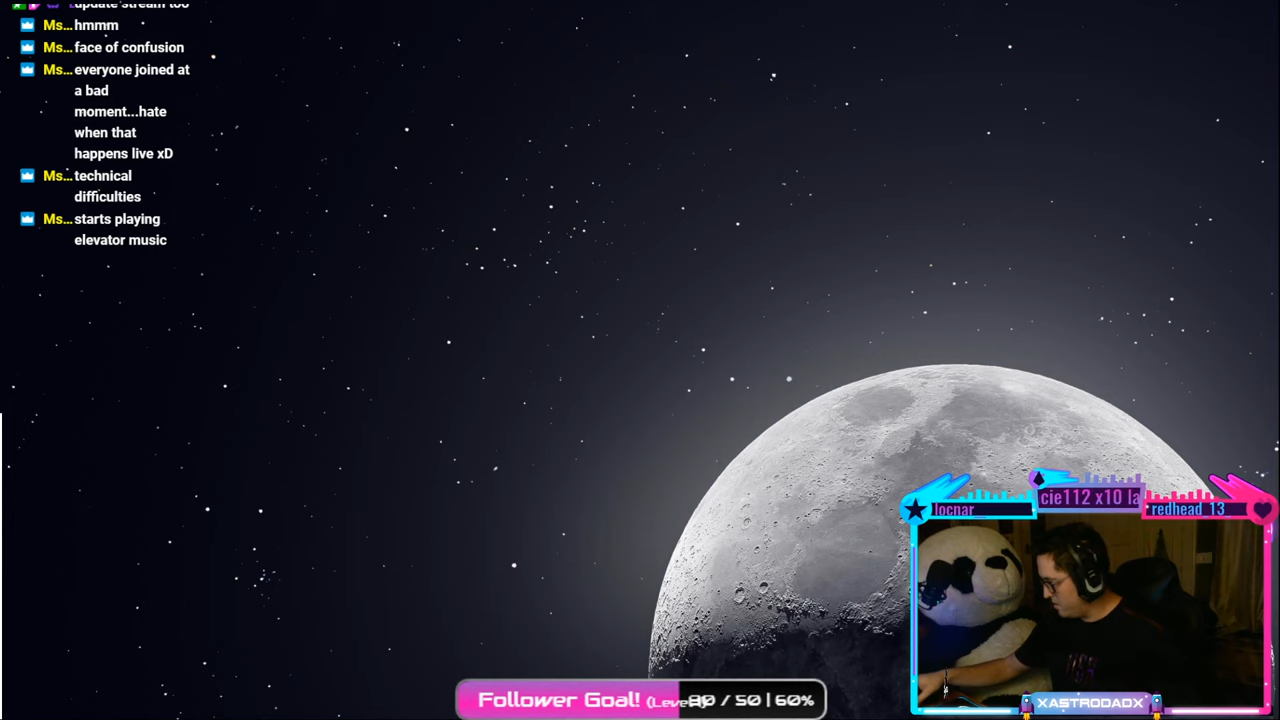 update stream too
Ms... hmmm
Ms... face of confusion
Ms... everyone joined at
a bad
moment...hate
when that
happens live xD
Ms... technical
difficulties
Ms... starts playing
elevator music
cie112 x10 la
locnar
redhead_13_
Follower Goal! / 50 | 60%
XASTRODADX